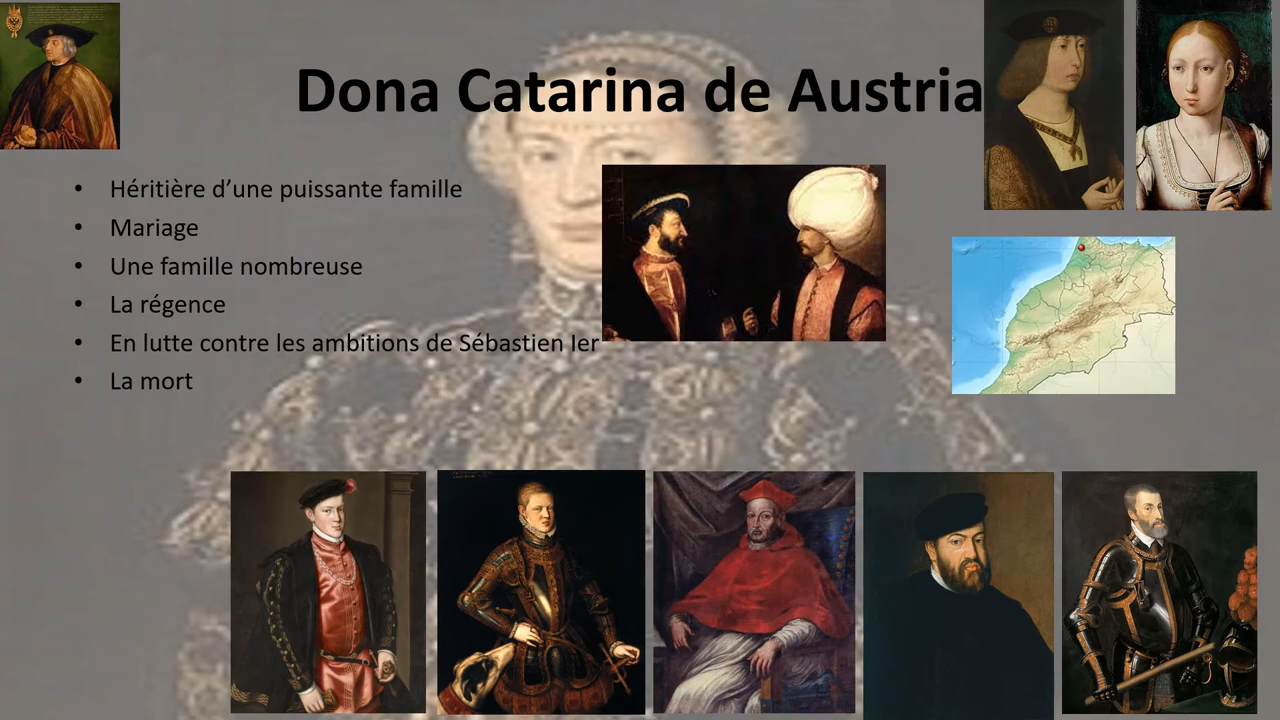 Dona Catarina de Austria
• Héritière d’une puissante famille
• Mariage
• Une famille nombreuse
• La régence
• En lutte contre les ambitions de Sébastien Ier
• La mort